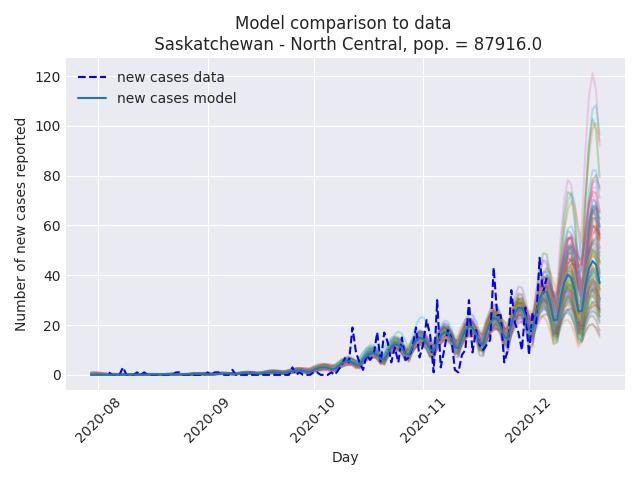 Model comparison to data
Saskatchewan - North Central, pop. = 87916.0
new cases data
new cases model
Number of new cases reported
120
100
80
60
40
20
0
2020-08
2020-09
2020-10
2020-11
2020-12
Day